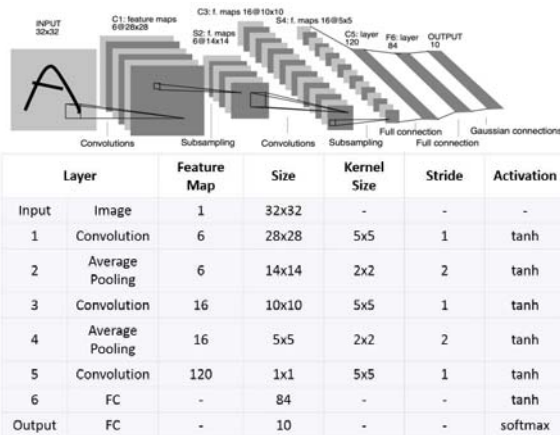 INPUT
32x32
C1: feature maps
6@28x28
S2: f. maps
6@14x14
C3: f. maps 16@10x10
S4: f. maps 16@5x5
C5: layer
120
F6: layer
84
OUTPUT
10
A
Convolutions
Subsampling
Convolutions
Subsampling
Full connection
Full connection
Gaussian connections
Layer Feature Map Size Kernel Size Stride Activation
Input Image 1 32x32 - - -
1 Convolution 6 28x28 5x5 1 tanh
2 Average Pooling 6 14x14 2x2 2 tanh
3 Convolution 16 10x10 5x5 1 tanh
4 Average Pooling 16 5x5 2x2 2 tanh
5 Convolution 120 1x1 5x5 1 tanh
6 FC - 84 - - tanh
Output FC - 10 - - softmax